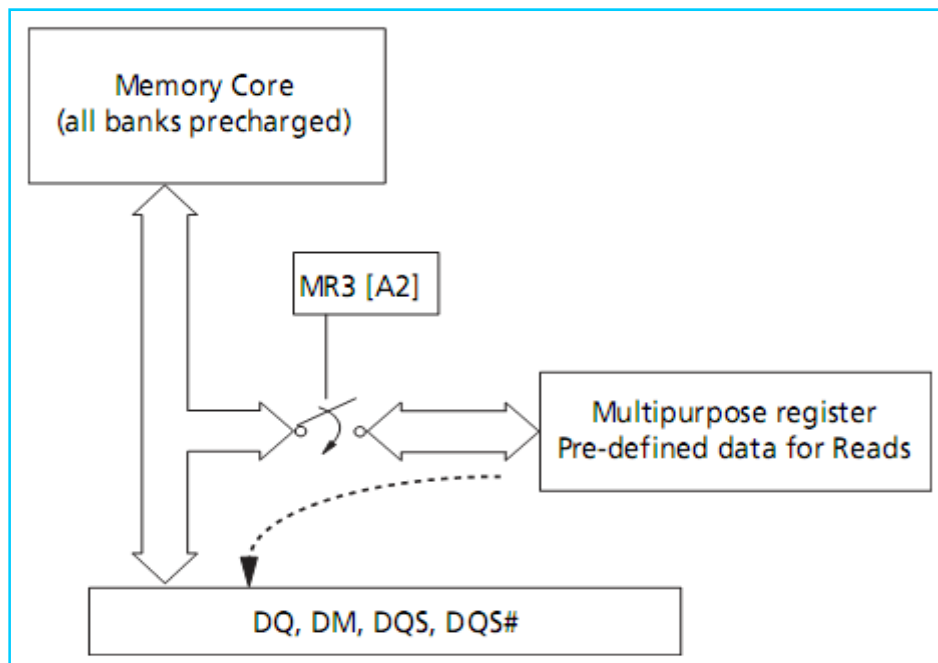 Memory Core
(all banks precharged)
MR3 [A2]
Multipurpose register
Pre-defined data for Reads
DQ, DM, DQS, DQS#